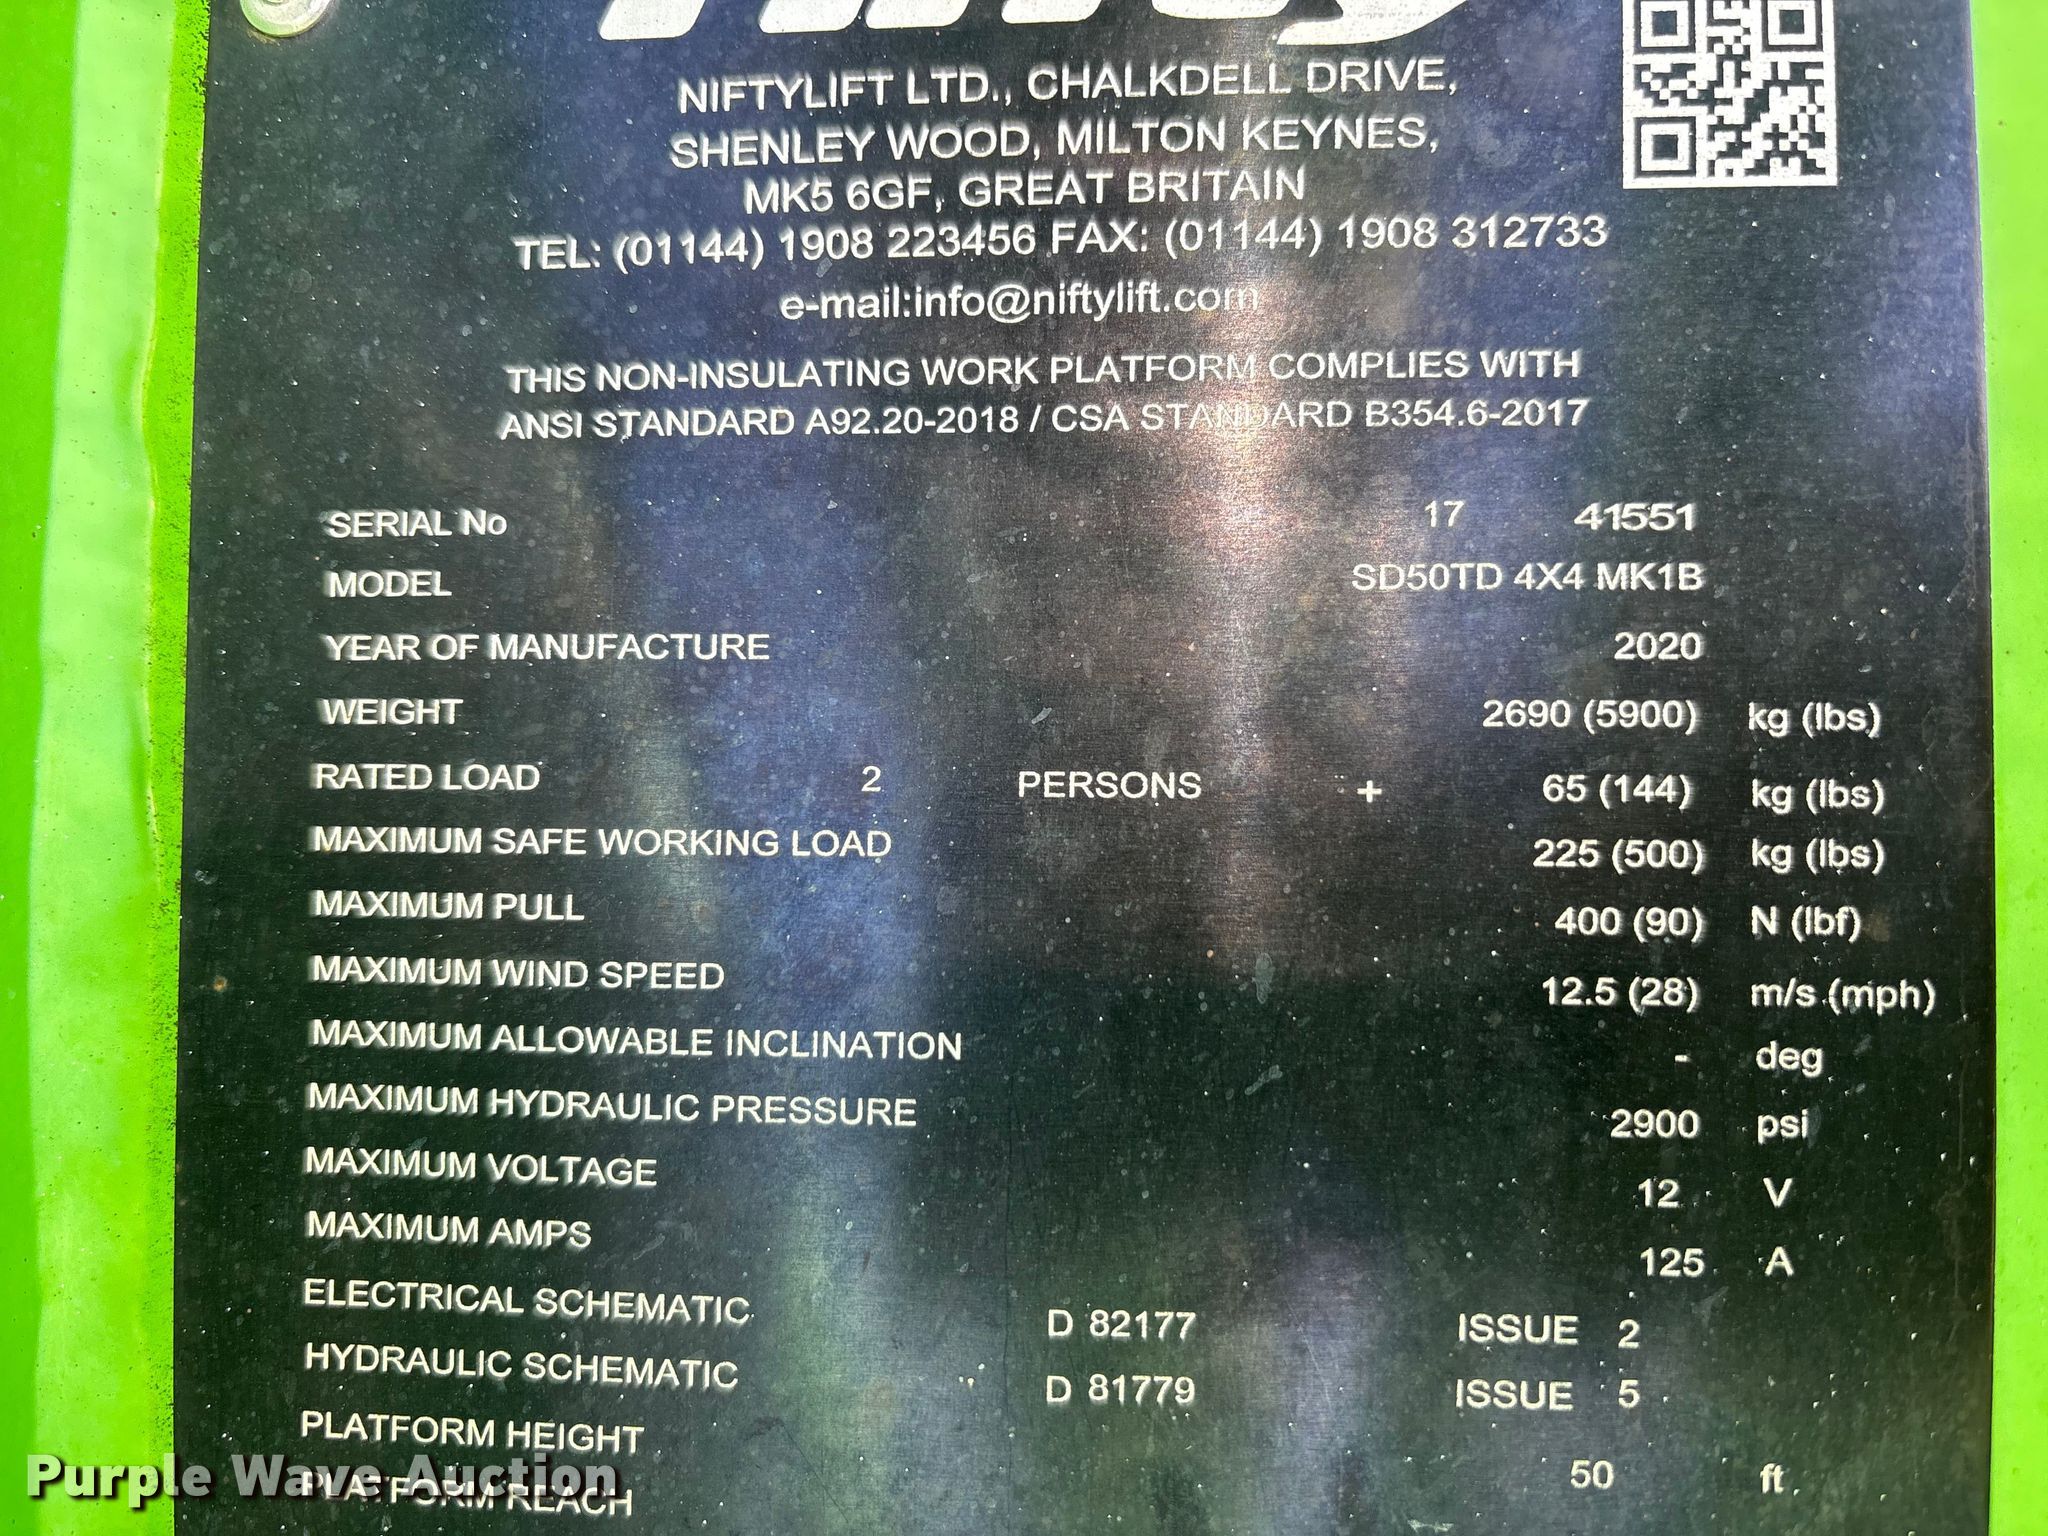 nifty
NIFTYLIFT LTD., CHALKDELL DRIVE,
SHENLEY WOOD, MILTON KEYNES,
MK5 6GF, GREAT BRITAIN
TEL: (01144) 1908 223456 FAX: (01144) 1908 312733
e-mail:info@niftylift.com
THIS NON-INSULATING WORK PLATFORM COMPLIES WITH
ANSI STANDARD A92.20-2018 / CSA STANDARD B354.6-2017
SERIAL No 17 41551
MODEL SD50TD 4X4 MK1B
YEAR OF MANUFACTURE 2020
WEIGHT 2690 (5900) kg (lbs)
RATED LOAD 2 PERSONS + 65 (144) kg (lbs)
MAXIMUM SAFE WORKING LOAD 225 (500) kg (lbs)
MAXIMUM PULL 400 (90) N (lbf)
MAXIMUM WIND SPEED 12.5 (28) m/s (mph)
MAXIMUM ALLOWABLE INCLINATION - deg
MAXIMUM HYDRAULIC PRESSURE 2900 psi
MAXIMUM VOLTAGE 12 V
MAXIMUM AMPS 125 A
ELECTRICAL SCHEMATIC D 82177 ISSUE 2
HYDRAULIC SCHEMATIC D 81779 ISSUE 5
PLATFORM HEIGHT 50 ft
PLATFORM REACH
Purple Wave Auction